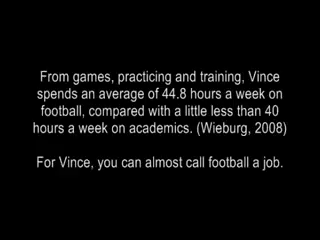 From games, practicing and training, Vince
spends an average of 44.8 hours a week on
football, compared with a little less than 40
hours a week on academics. (Wieburg, 2008)
For Vince, you can almost call football a job.